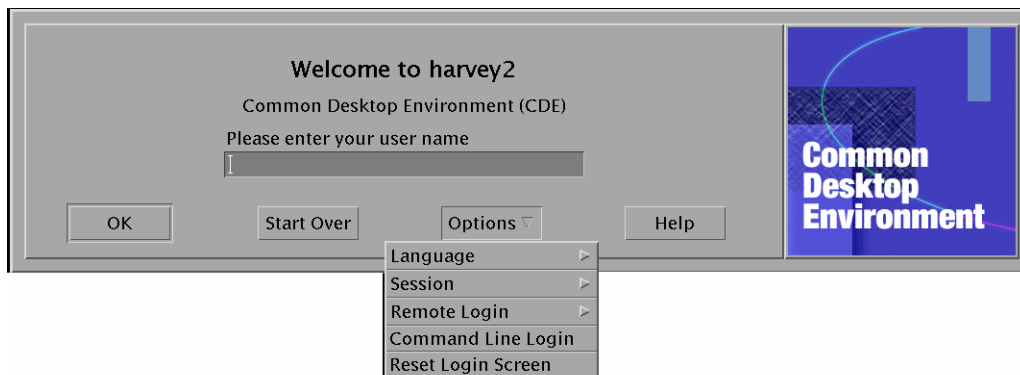 Welcome to harvey2
Common Desktop Environment (CDE)
Please enter your user name
OK
Start Over
Options
Help
Language
Session
Remote Login
Command Line Login
Reset Login Screen
Common
Desktop
Environment